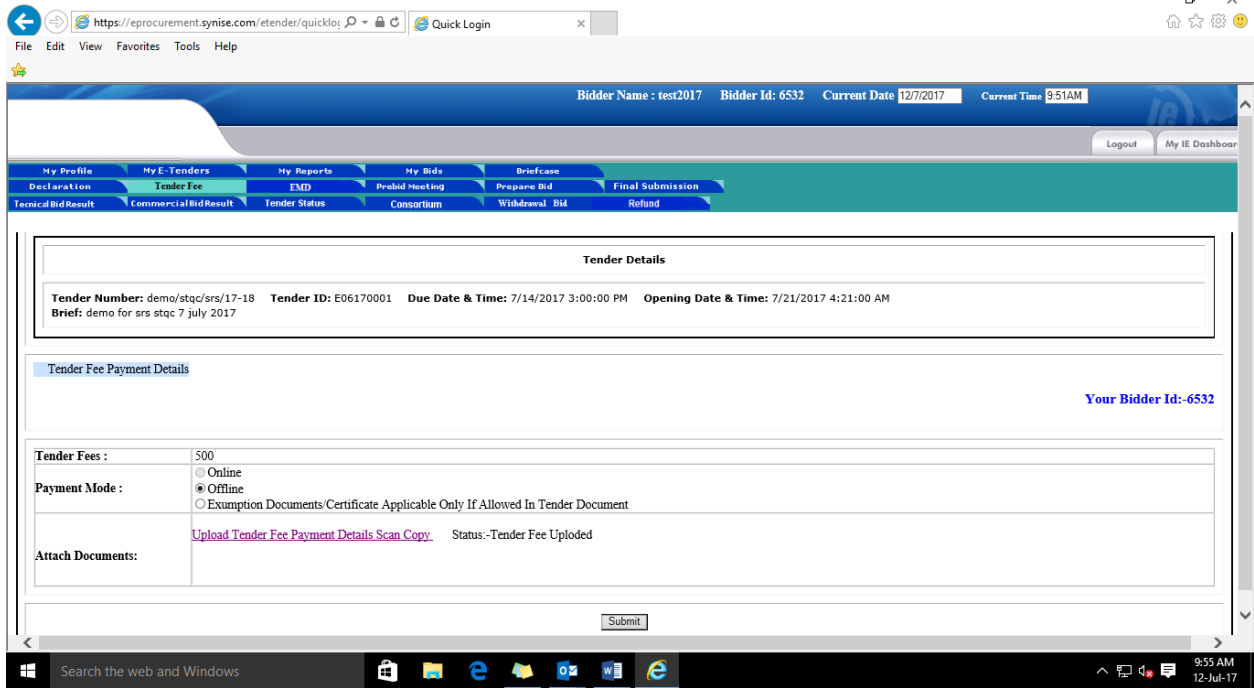 https://eprocurement.synise.com/etender/quicklog
Quick Login
File Edit View Favorites Tools Help
Bidder Name : test2017 Bidder Id: 6532 Current Date 12/7/2017 Current Time 9:51AM
Logout My IE Dashboar
My Profile My E-Tenders My Reports My Bids Briefcase
Declaration Tender Fee EMD Prebid Meeting Prepare Bid Final Submission
Tecnical Bid Result Commercial Bid Result Tender Status Consortium Withdrawal Bid Refund
Tender Details
Tender Number: demo/stqc/srs/17-18 Tender ID: E06170001 Due Date & Time: 7/14/2017 3:00:00 PM Opening Date & Time: 7/21/2017 4:21:00 AM
Brief: demo for srs stqc 7 july 2017
Tender Fee Payment Details
Your Bidder Id:-6532
Tender Fees : 500
Payment Mode :
Online
Offline
Exumption Documents/Certificate Applicable Only If Allowed In Tender Document
Attach Documents:
Upload Tender Fee Payment Details Scan Copy Status:-Tender Fee Uploded
Submit
Search the web and Windows
9:55 AM
12-Jul-17